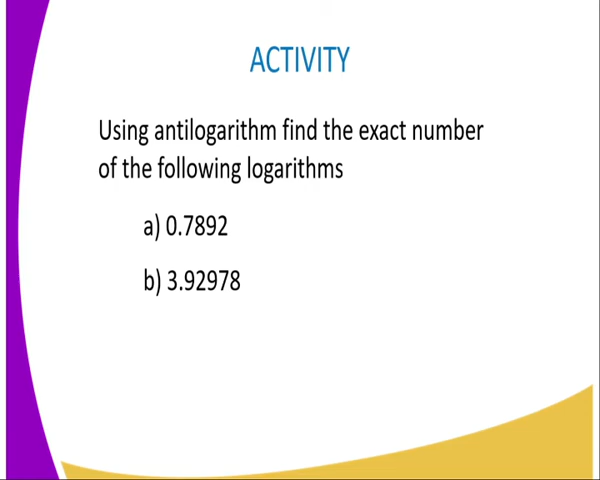 ACTIVITY
Using antilogarithm find the exact number
of the following logarithms
a) 0.7892
b) 3.92978